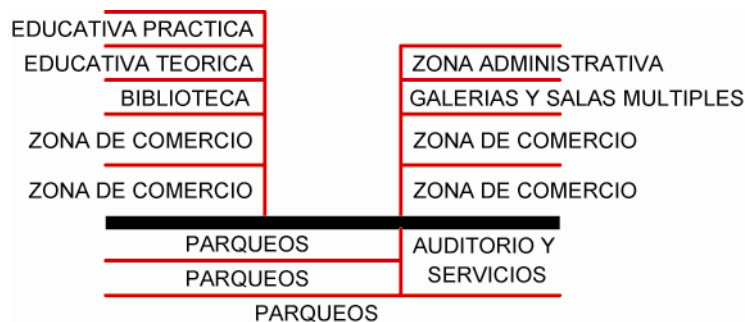 EDUCATIVA PRACTICA
EDUCATIVA TEORICA
ZONA ADMINISTRATIVA
BIBLIOTECA
GALERIAS Y SALAS MULTIPLES
ZONA DE COMERCIO
ZONA DE COMERCIO
ZONA DE COMERCIO
ZONA DE COMERCIO
PARQUEOS
AUDITORIO Y
SERVICIOS
PARQUEOS
PARQUEOS